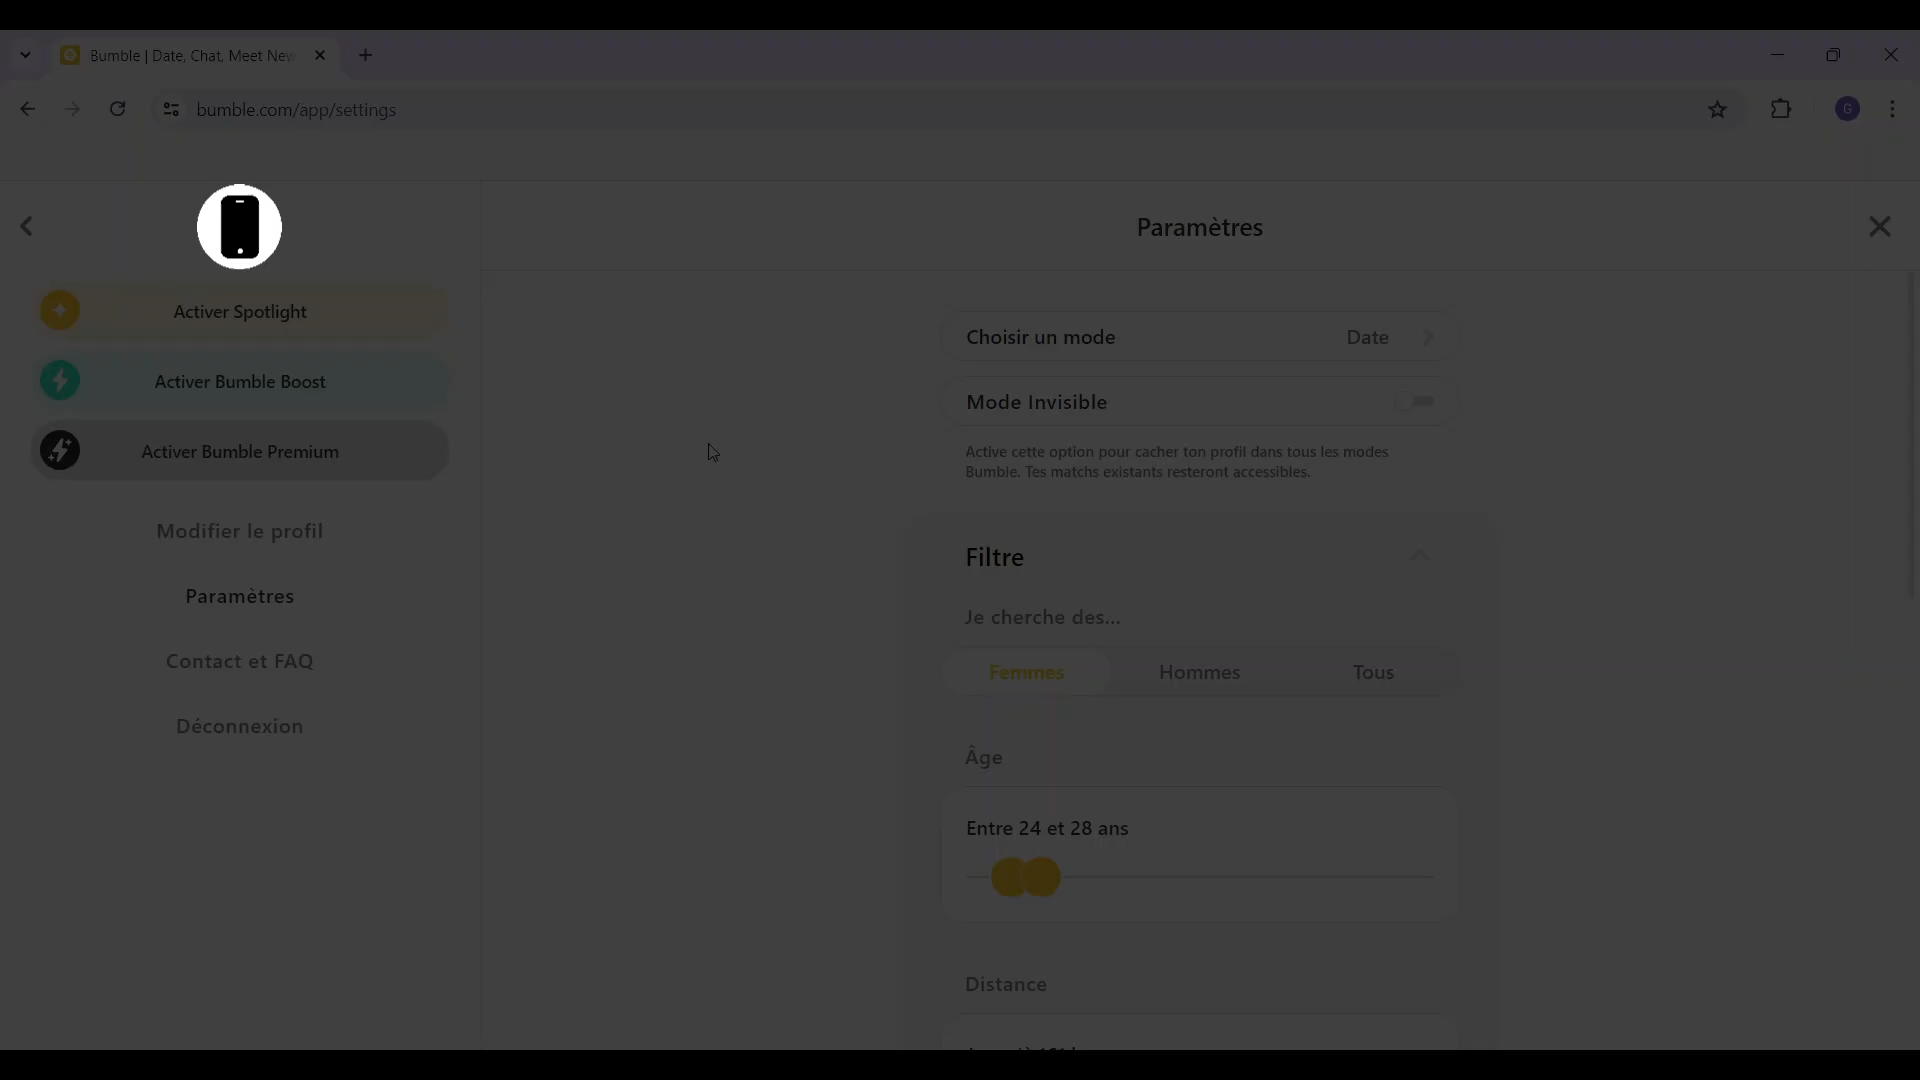 Bumble | Date, Chat, Meet New
bumble.com/app/settings
G
Paramètres
Activer Spotlight
Activer Bumble Boost
Activer Bumble Premium
Modifier le profil
Paramètres
Contact et FAQ
Déconnexion
Choisir un mode
Date
Mode Invisible
Active cette option pour cacher ton profil dans tous les modes
Bumble. Tes matchs existants resteront accessibles.
Filtre
Je cherche des...
Femmes
Hommes
Tous
Âge
Entre 24 et 28 ans
Distance